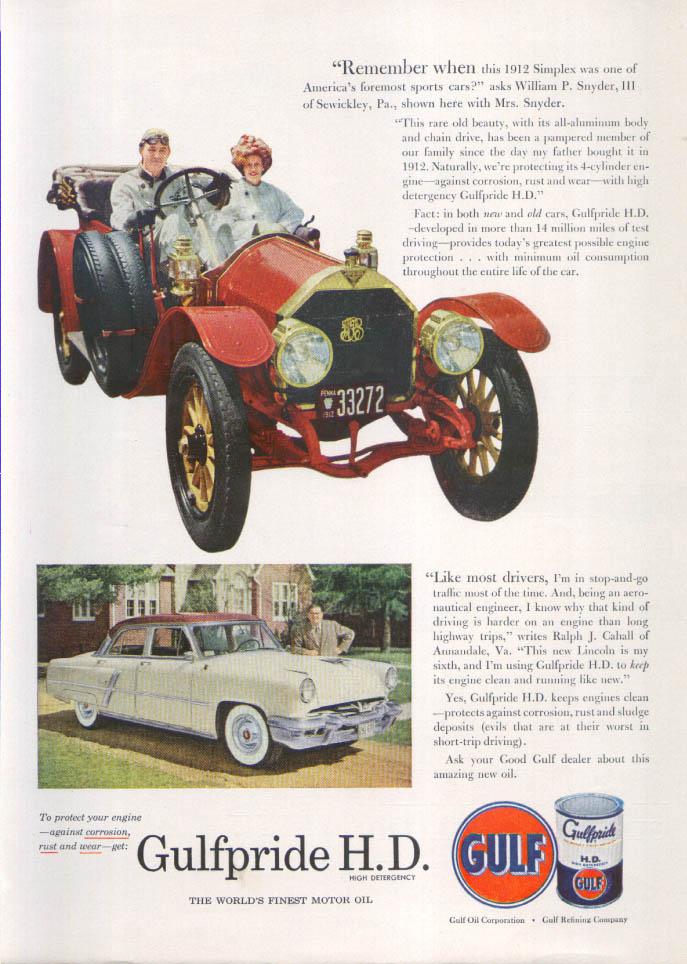 “Remember when this 1912 Simplex was one of
America's foremost sports cars?” asks William P. Snyder, III
of Sewickley, Pa., shown here with Mrs. Snyder.
“This rare old beauty, with its all-aluminum body
and chain drive, has been a pampered member of
our family since the day my father bought it in
1912. Naturally, we're protecting its 4-cylinder en-
gine—against corrosion, rust and wear—with high
detergency Gulfpride H.D.”
Fact: in both new and old cars, Gulfpride H.D.
–developed in more than 14 million miles of test
driving—provides today's greatest possible engine
protection . . . with minimum oil consumption
throughout the entire life of the car.
PENNA
1912
33272
“Like most drivers, I'm in stop-and-go
traffic most of the time. And, being an aero-
nautical engineer, I know why that kind of
driving is harder on an engine than long
highway trips,” writes Ralph J. Cahall of
Annandale, Va. “This new Lincoln is my
sixth, and I'm using Gulfpride H.D. to keep
its engine clean and running like new.”
Yes, Gulfpride H.D. keeps engines clean
—protects against corrosion, rust and sludge
deposits (evils that are at their worst in
short-trip driving).
Ask your Good Gulf dealer about this
amazing new oil.
To protect your engine
—against corrosion,
rust and wear—get:
Gulfpride H.D.
HIGH DETERGENCY
THE WORLD'S FINEST MOTOR OIL
GULF
Gulfpride
H.D.
HIGH DETERGENCY
GULF
Gulf Oil Corporation • Gulf Refining Company